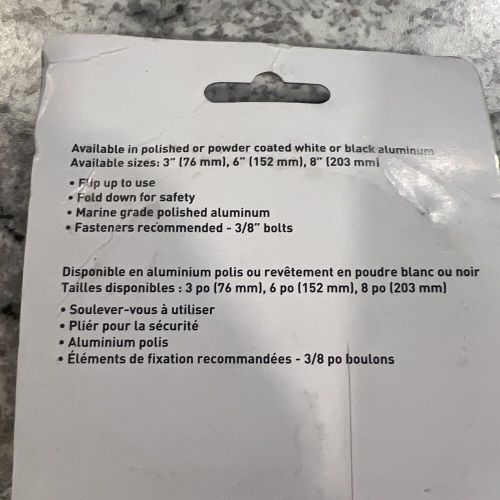 Available in polished or powder coated white or black aluminum
Available sizes: 3" (76 mm), 6" (152 mm), 8" (203 mm)
• Flip up to use
• Fold down for safety
• Marine grade polished aluminum
• Fasteners recommended - 3/8" bolts
Disponible en aluminium polis ou revêtement en poudre blanc ou noir
Tailles disponibles : 3 po (76 mm), 6 po (152 mm), 8 po (203 mm)
• Soulever-vous à utiliser
• Pliér pour la sécurité
• Aluminium polis
• Éléments de fixation recommandées - 3/8 po boulons